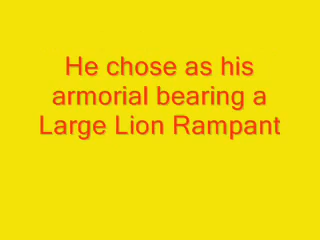 He chose as his
armorial bearing a
Large Lion Rampant